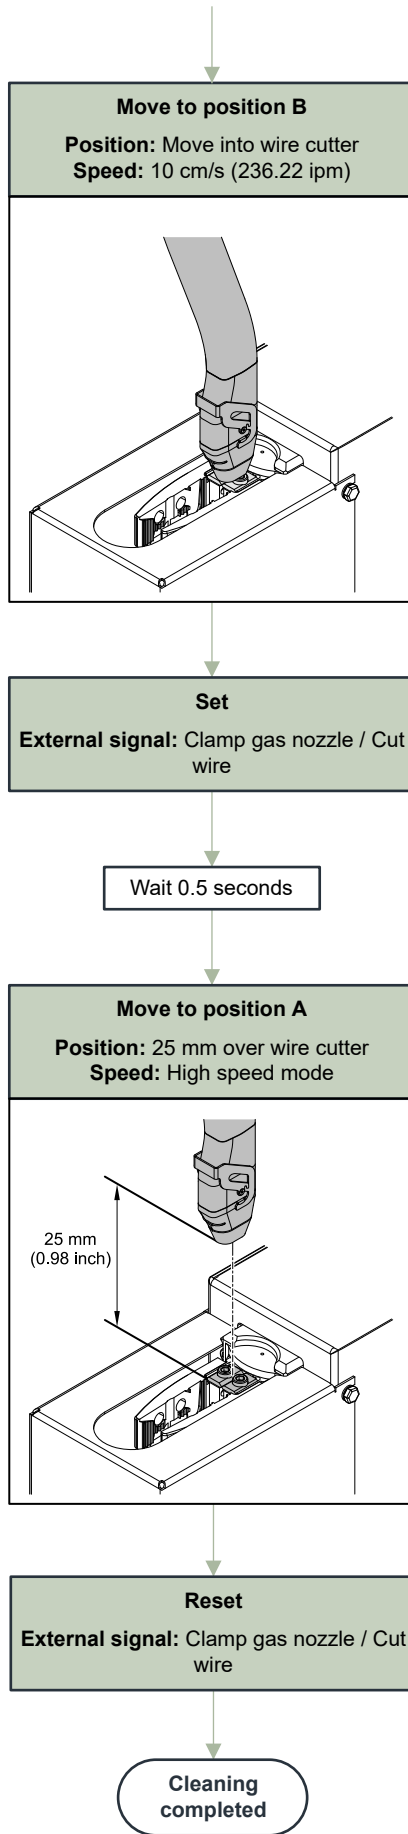 Move to position B
Position: Move into wire cutter
Speed: 10 cm/s (236.22 ipm)
Set
External signal: Clamp gas nozzle / Cut
wire
Wait 0.5 seconds
Move to position A
Position: 25 mm over wire cutter
Speed: High speed mode
25 mm
(0.98 inch)
Reset
External signal: Clamp gas nozzle / Cut
wire
Cleaning
completed